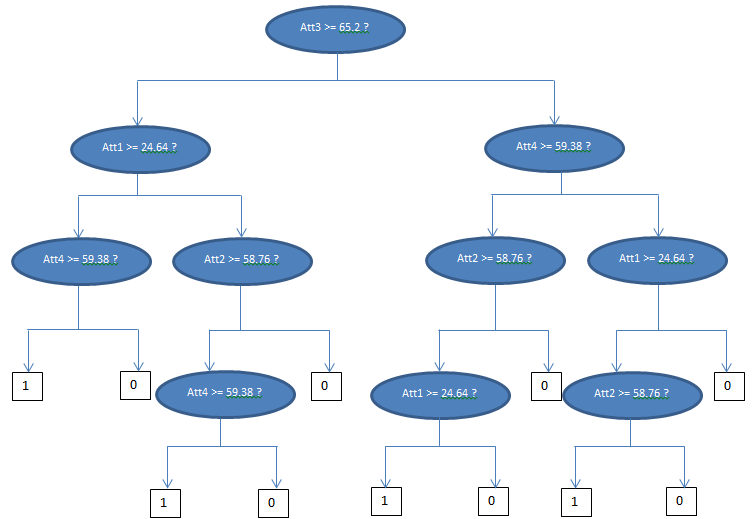 Att3 >= 65.2 ?
Att1 >= 24.64 ?
Att4 >= 59.38 ?
Att4 >= 59.38 ?
Att2 >= 58.76 ?
Att2 >= 58.76 ?
Att1 >= 24.64 ?
1
0
Att4 >= 59.38 ?
0
Att1 >= 24.64 ?
0
Att2 >= 58.76 ?
0
1
0
1
0
1
0